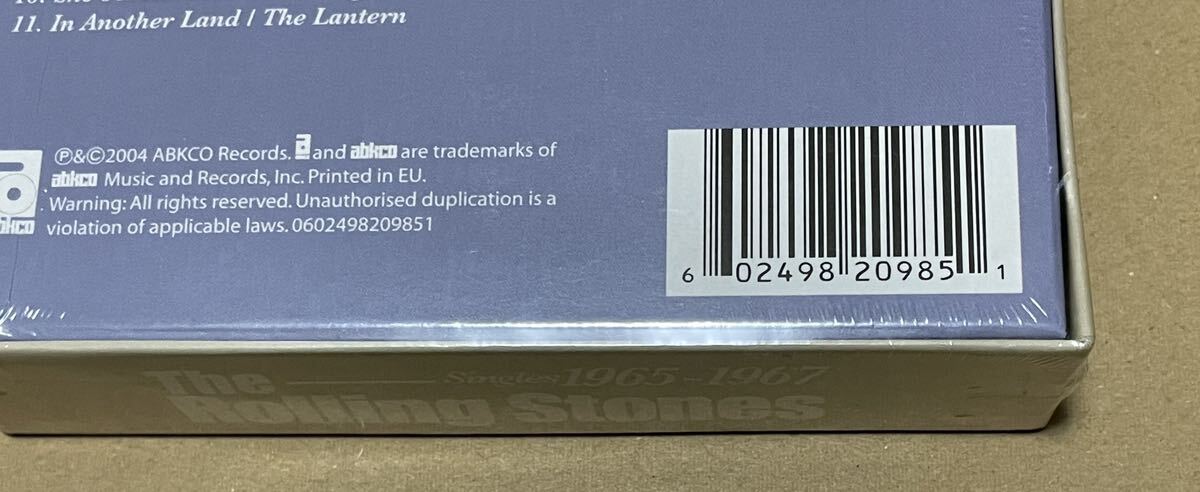 11. In Another Land / The Lantern
℗&©2004 ABKCO Records. a and abkco are trademarks of
abkco Music and Records, Inc. Printed in EU.
Warning: All rights reserved. Unauthorised duplication is a
violation of applicable laws. 0602498209851
6 02498 20985 1
The Singles 1965-1967
Rolling Stones